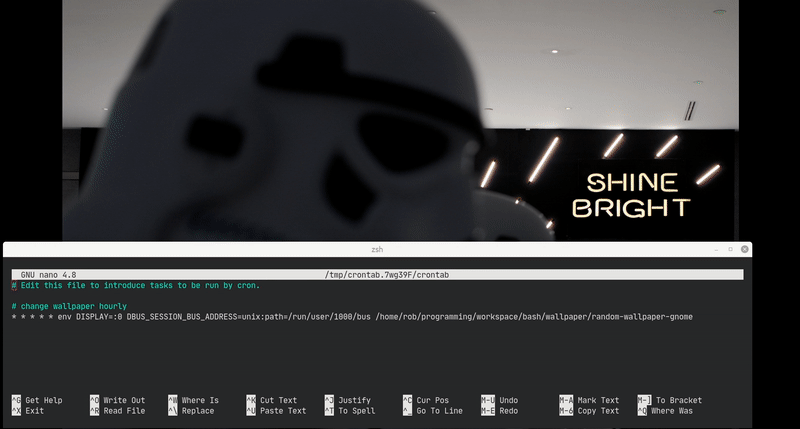 SHINE
BRIGHT
zsh
GNU nano 4.8 /tmp/crontab.7wg39F/crontab
# Edit this file to introduce tasks to be run by cron.
# change wallpaper hourly
* * * * * env DISPLAY=:0 DBUS_SESSION_BUS_ADDRESS=unix:path=/run/user/1000/bus /home/rob/programming/workspace/bash/wallpaper/random-wallpaper-gnome
^G Get Help ^O Write Out ^W Where Is ^K Cut Text ^J Justify ^C Cur Pos M-U Undo M-A Mark Text M-] To Bracket
^X Exit ^R Read File ^\ Replace ^U Paste Text ^T To Spell ^_ Go To Line M-E Redo M-6 Copy Text ^Q Where Was